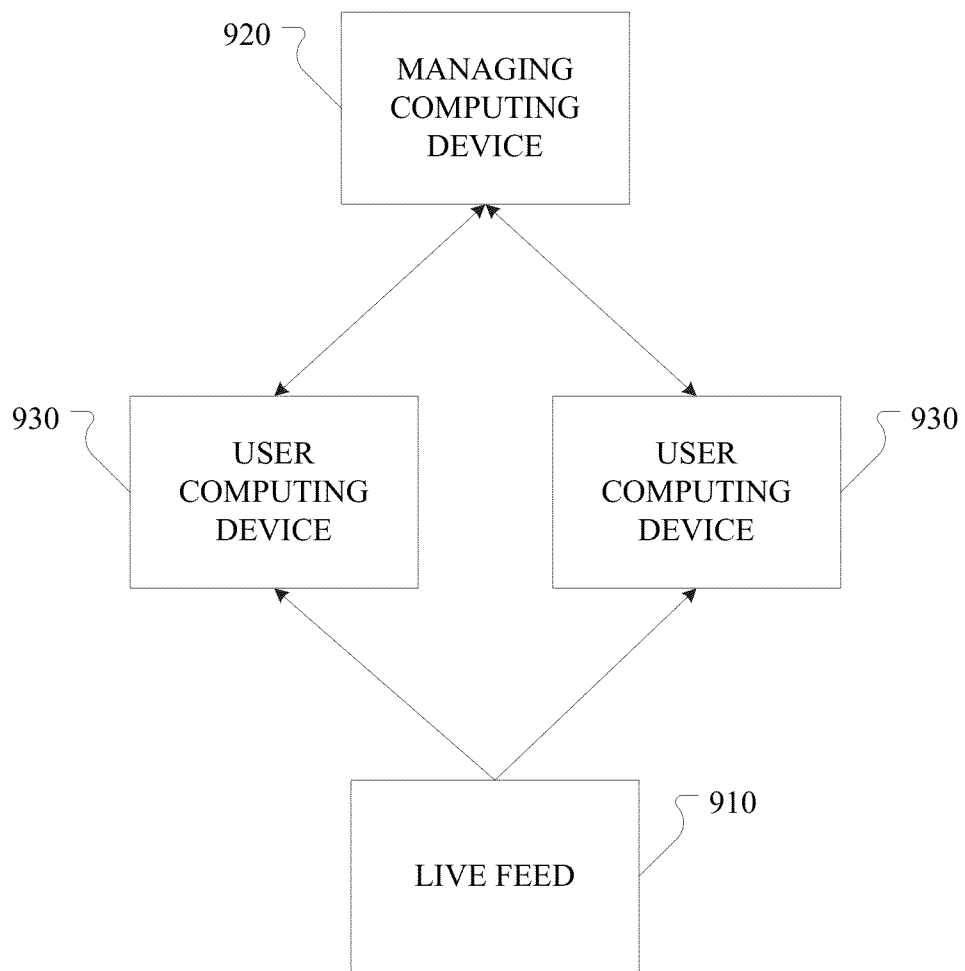 920
MANAGING
COMPUTING
DEVICE
930
USER
COMPUTING
DEVICE
USER
COMPUTING
DEVICE
930
910
LIVE FEED